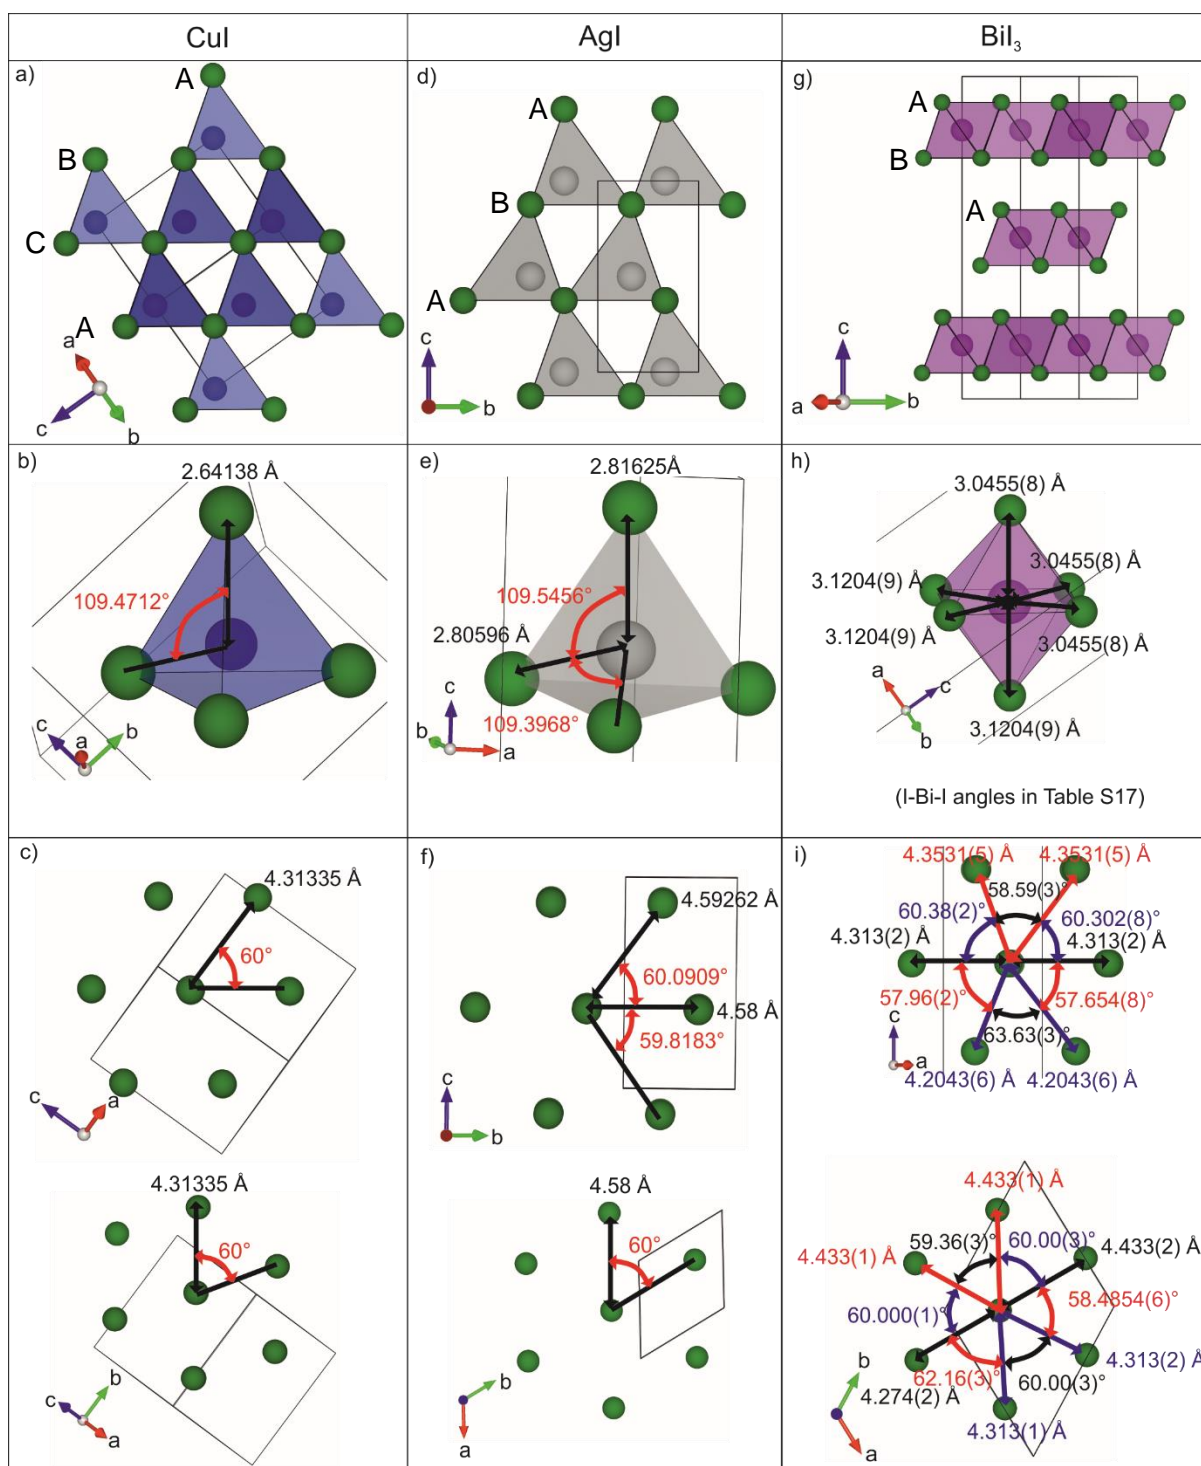 CuI
AgI
BiI₃
a)
A
B
C
A
a
c
b
d)
A
B
A
c
b
g)
A
B
A
c
a
b
b)
2.64138 Å
109.4712°
c
a
b
e)
2.81625Å
109.5456°
2.80596 Å
109.3968°
c
b
a
h)
3.0455(8) Å
3.0455(8) Å
3.1204(9) Å
3.1204(9) Å
3.0455(8) Å
3.1204(9) Å
a
c
b
(I-Bi-I angles in Table S17)
c)
4.31335 Å
60°
c
a
4.31335 Å
60°
b
c
a
f)
4.59262 Å
60.0909°
4.58 Å
59.8183°
c
b
4.58 Å
60°
b
a
i)
4.3531(5) Å
4.3531(5) Å
58.59(3)°
60.38(2)°
60.302(8)°
4.313(2) Å
4.313(2) Å
57.96(2)°
57.654(8)°
63.63(3)°
c
a
4.2043(6) Å
4.2043(6) Å
4.433(1) Å
59.36(3)°
60.00(3)°
4.433(2) Å
4.433(1) Å
58.4854(6)°
60.000(1)°
4.313(2) Å
62.16(3)°
60.00(3)°
4.274(2) Å
4.313(1) Å
b
a